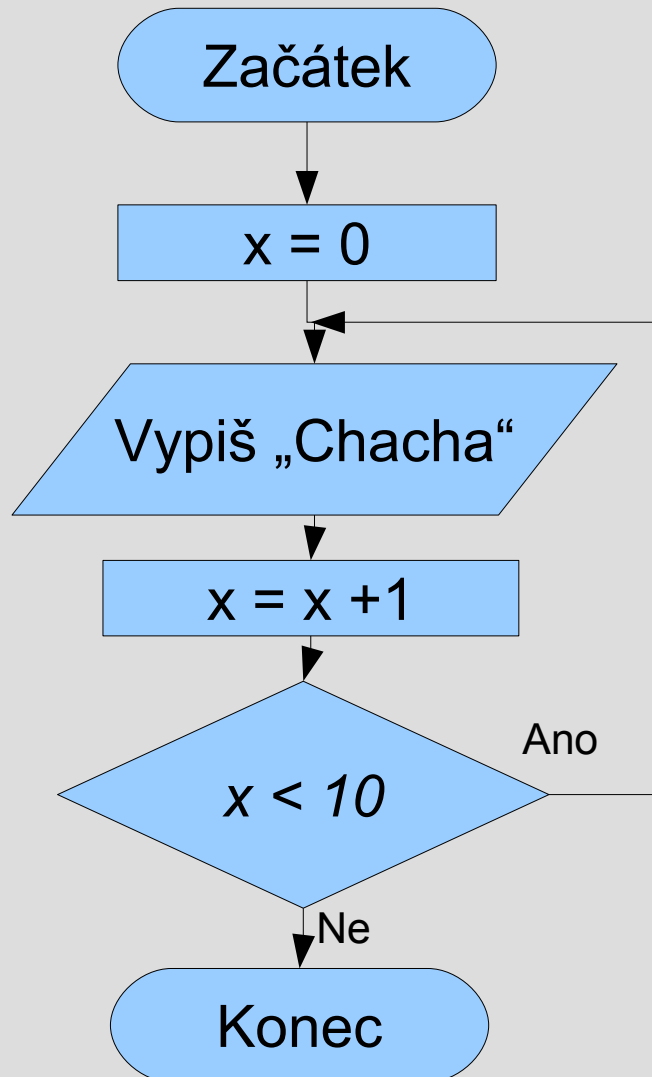 Začátek
x = 0
Vypiš „Chacha“
x = x +1
x < 10
Ano
Ne
Konec